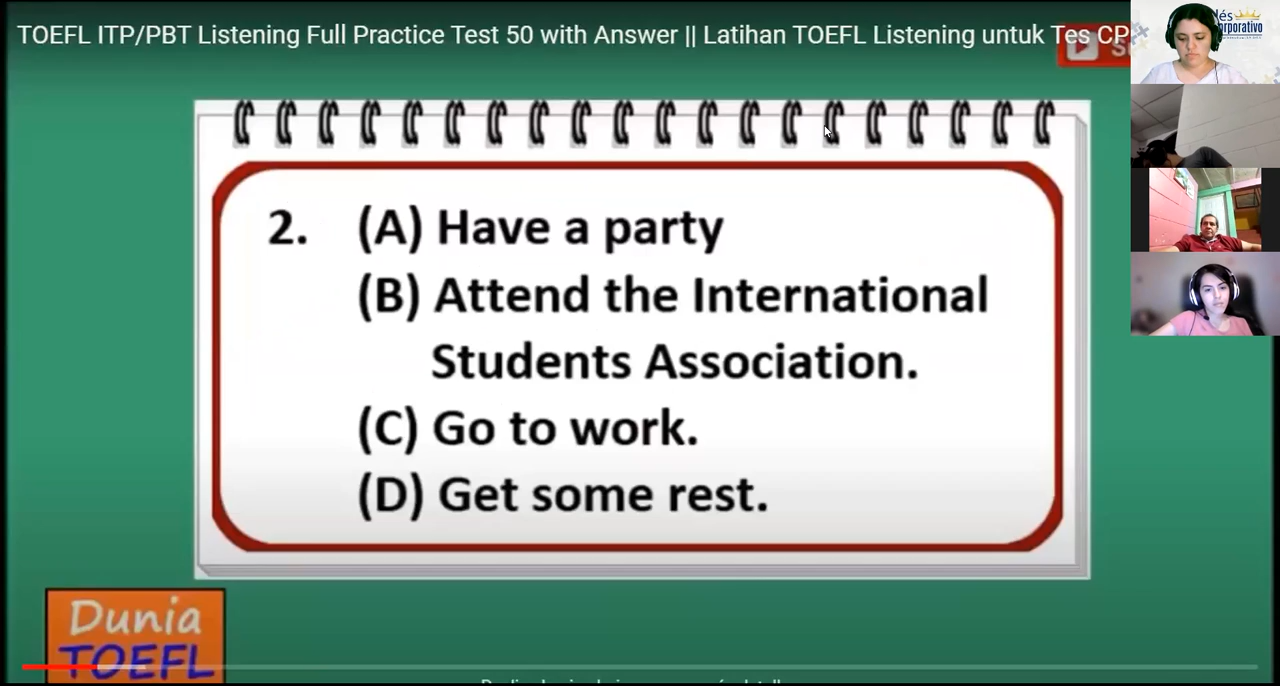 TOEFL ITP/PBT Listening Full Practice Test 50 with Answer || Latihan TOEFL Listening untuk Tes CP
2. (A) Have a party
(B) Attend the International
Students Association.
(C) Go to work.
(D) Get some rest.
Dunia
TOEFL